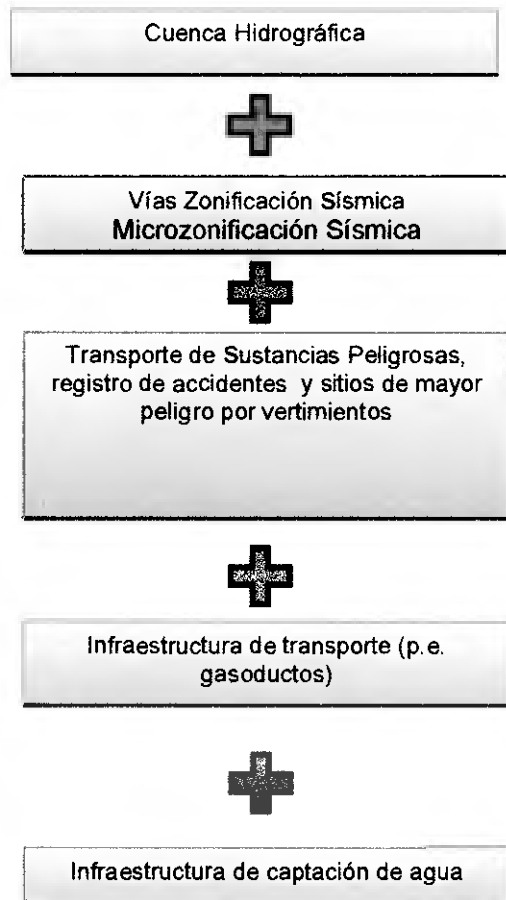 Cuenca Hidrográfica
Vías Zonificación Sísmica
Microzonificación Sísmica
Transporte de Sustancias Peligrosas,
registro de accidentes y sitios de mayor
peligro por vertimientos
Infraestructura de transporte (p.e.
gasoductos)
Infraestructura de captación de agua